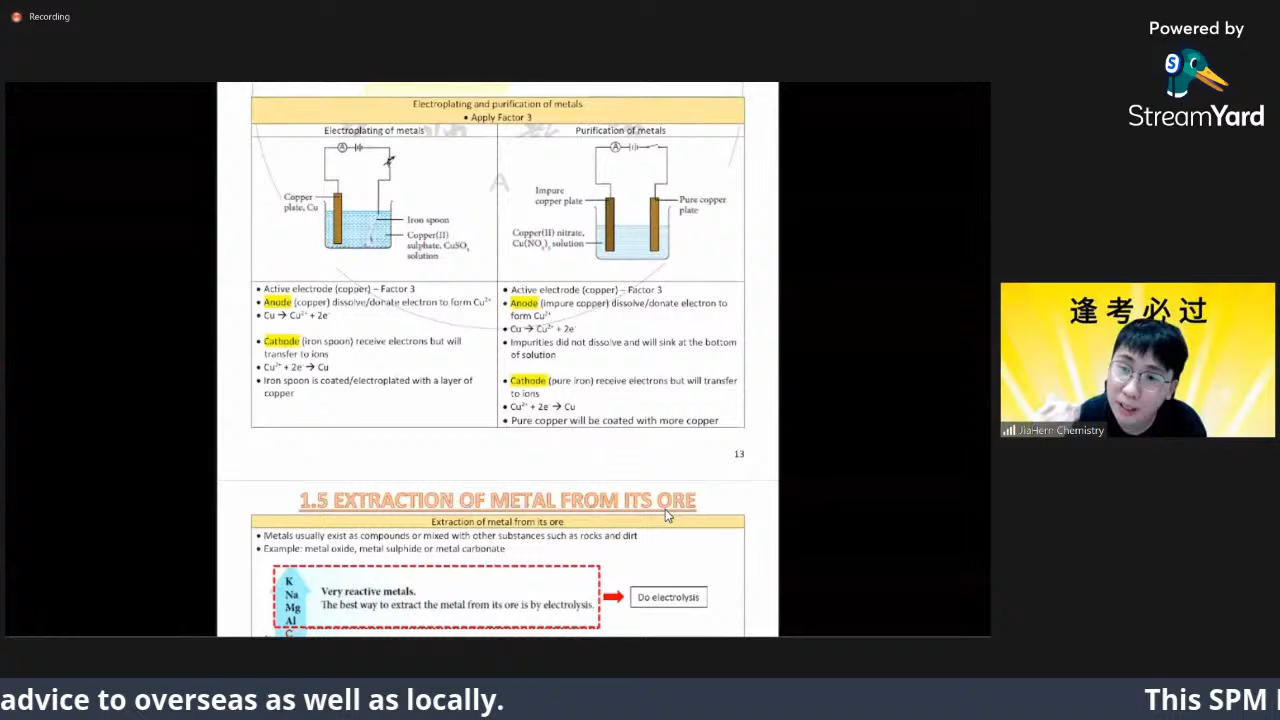 Recording
Powered by
S
StreamYard
Electroplating and purification of metals
• Apply Factor 3
Electroplating of metals
Purification of metals
A
Copper
plate, Cu
Iron spoon
Copper(II)
sulphate, CuSO4
solution
A
Impure
copper plate
Pure copper
plate
Copper(II) nitrate,
Cu(NO3)2 solution
A
• Active electrode (copper) – Factor 3
• Anode (copper) dissolve/donate electron to form Cu²⁺
• Cu → Cu²⁺ + 2e⁻
• Cathode (iron spoon) receive electrons but will
transfer to ions
• Cu²⁺ + 2e⁻ → Cu
• Iron spoon is coated/electroplated with a layer of
copper
• Active electrode (copper) – Factor 3
• Anode (impure copper) dissolve/donate electron to
form Cu²⁺
• Cu → Cu²⁺ + 2e⁻
• Impurities did not dissolve and will sink at the bottom
of solution
• Cathode (pure iron) receive electrons but will transfer
to ions
• Cu²⁺ + 2e⁻ → Cu
• Pure copper will be coated with more copper
13
1.5 EXTRACTION OF METAL FROM ITS ORE
Extraction of metal from its ore
• Metals usually exist as compounds or mixed with other substances such as rocks and dirt
• Example: metal oxide, metal sulphide or metal carbonate
K
Na
Mg
Al
C
Very reactive metals.
The best way to extract the metal from its ore is by electrolysis.
Do electrolysis
逢考必过
JiaHern Chemistry
advice to overseas as well as locally.
This SPM